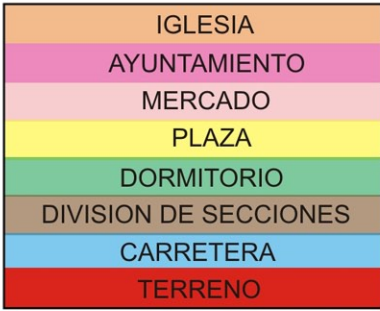 IGLESIA
AYUNTAMIENTO
MERCADO
PLAZA
DORMITORIO
DIVISION DE SECCIONES
CARRETERA
TERRENO